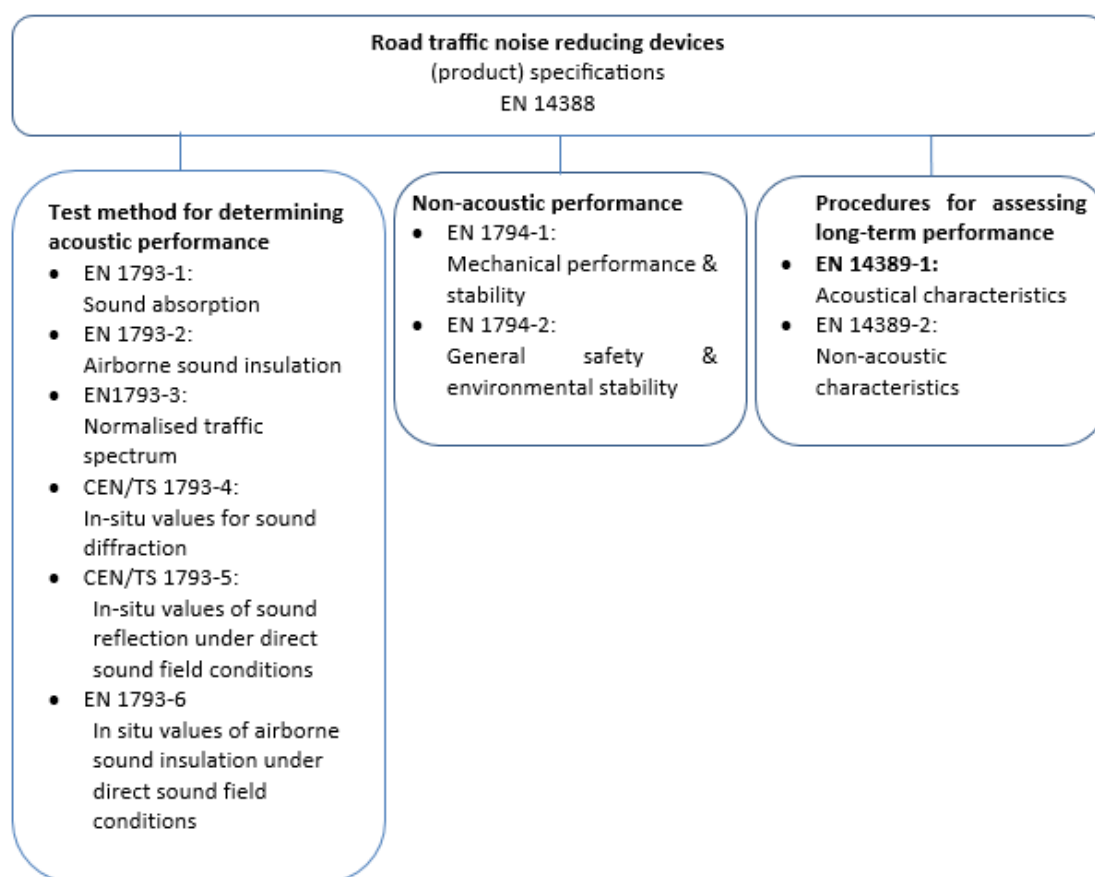 Road traffic noise reducing devices
(product) specifications
EN 14388
Test method for determining
acoustic performance
• EN 1793-1:
Sound absorption
• EN 1793-2:
Airborne sound insulation
• EN1793-3:
Normalised traffic
spectrum
• CEN/TS 1793-4:
In-situ values for sound
diffraction
• CEN/TS 1793-5:
In-situ values of sound
reflection under direct
sound field conditions
• EN 1793-6
In situ values of airborne
sound insulation under
direct sound field
conditions
Non-acoustic performance
• EN 1794-1:
Mechanical performance &
stability
• EN 1794-2:
General safety &
environmental stability
Procedures for assessing
long-term performance
• EN 14389-1:
Acoustical characteristics
• EN 14389-2:
Non-acoustic
characteristics